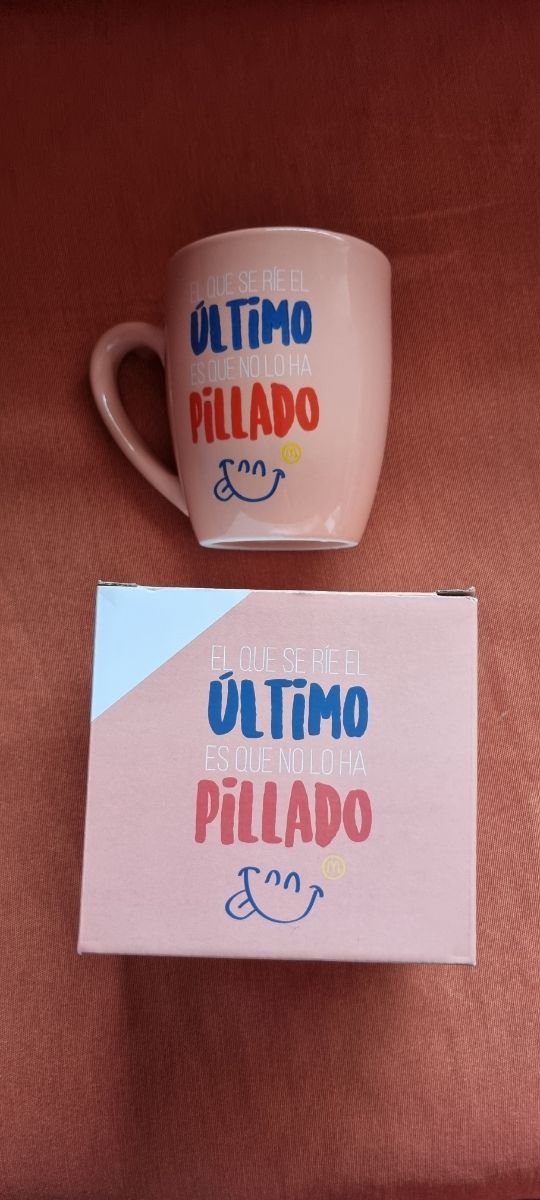 EL QUE SE RÍE EL
ÚLTiMO
ES QUE NO LO HA
PiLLADO
M
EL QUE SE RÍE EL
ÚLTiMO
ES QUE NO LO HA
PiLLADO
M